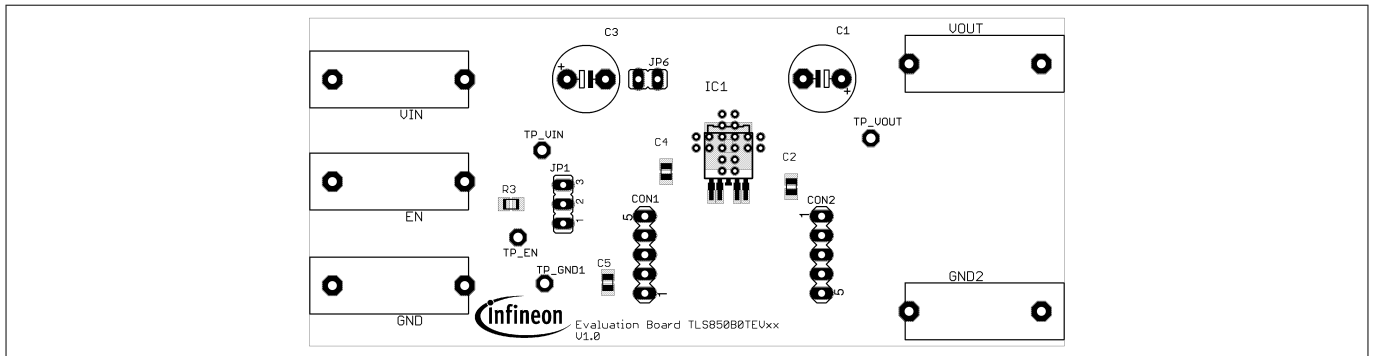 C3
C1
VOUT
JP6
+
+
IC1
VIN
TP_VIN
TP_VOUT
C4
C2
JP1
3
2
1
R3
CON1
CON2
5
1
EN
TP_EN
C5
TP_GND1
GND2
1
5
GND
infineon
Evaluation Board TLS850B0TEVxx
V1.0